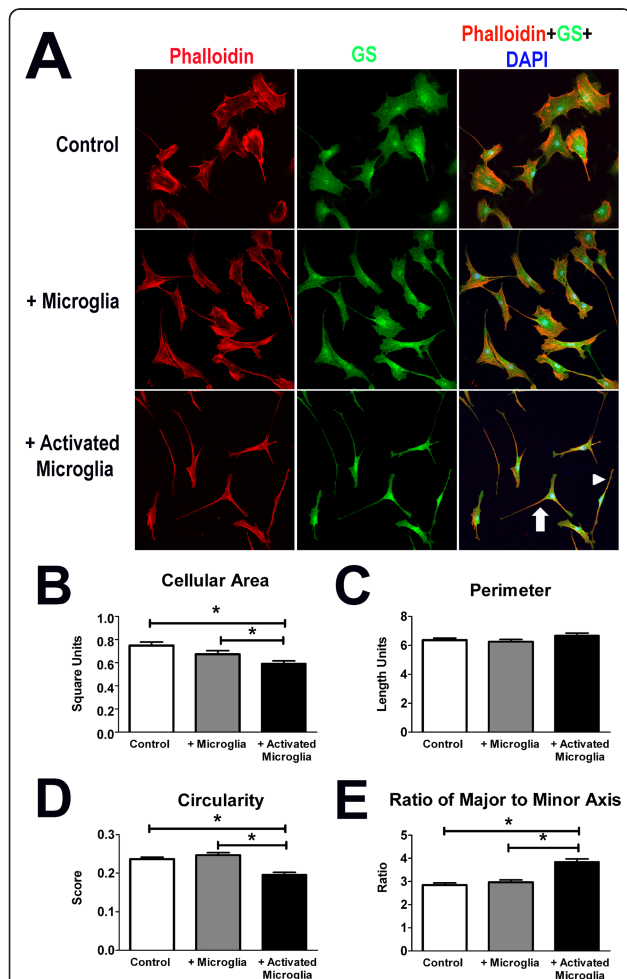 A
Phalloidin
GS
Phalloidin+GS+
DAPI
Control
+ Microglia
+ Activated
Microglia
B
Cellular Area
*
*
Square Units
1.0
0.8
0.6
0.4
0.2
0.0
Control
+ Microglia
+ Activated
Microglia
C
Perimeter
Length Units
8
6
4
2
0
Control
+ Microglia
+ Activated
Microglia
D
Circularity
*
*
Score
0.3
0.2
0.1
0.0
Control
+ Microglia
+ Activated
Microglia
E
Ratio of Major to Minor Axis
*
*
Ratio
5
4
3
2
1
0
Control
+ Microglia
+ Activated
Microglia